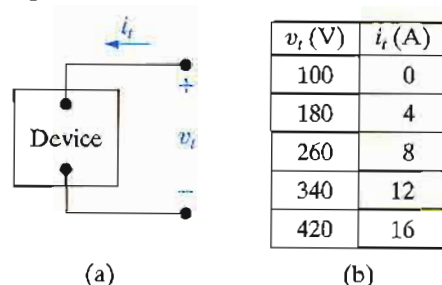 i_t
+
Device
v_t
−
(a)
v_t (V) i_t (A)
100 0
180 4
260 8
340 12
420 16
(b)